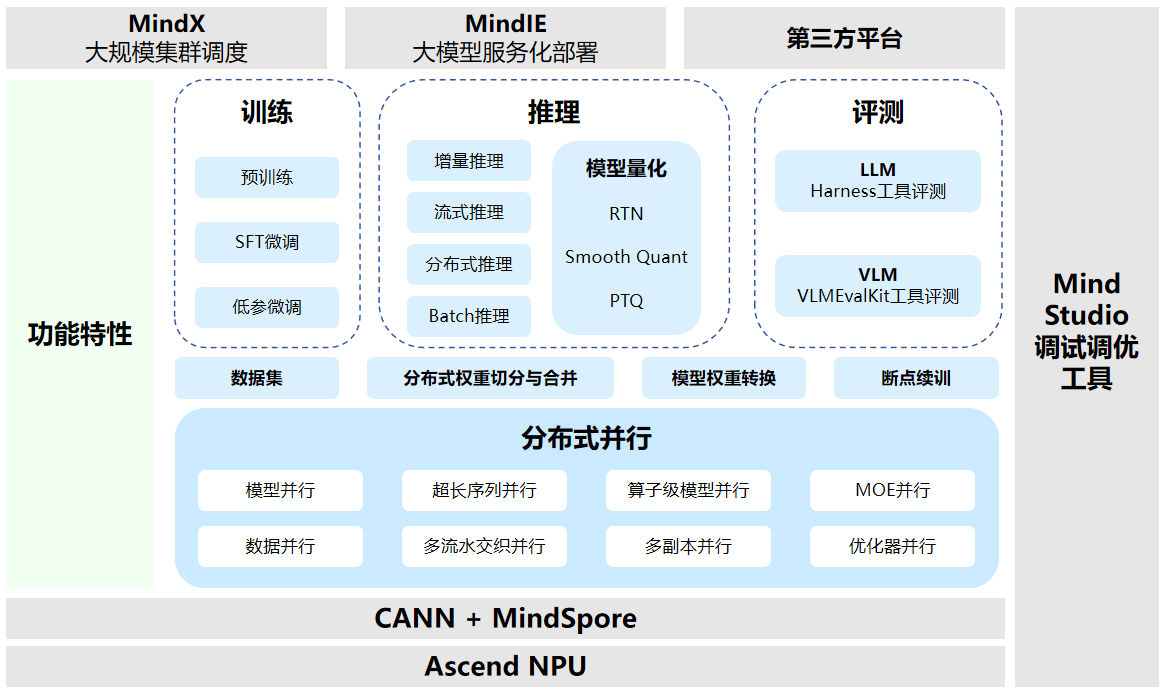 MindX
大规模集群调度
MindIE
大模型服务化部署
第三方平台
功能特性
训练
预训练
SFT微调
低参微调
推理
增量推理
流式推理
分布式推理
Batch推理
模型量化
RTN
Smooth Quant
PTQ
评测
LLM
Harness工具评测
VLM
VLMEvalKit工具评测
数据集
分布式权重切分与合并
模型权重转换
断点续训
分布式并行
模型并行
超长序列并行
算子级模型并行
MOE并行
数据并行
多流水交织并行
多副本并行
优化器并行
Mind
Studio
调试调优
工具
CANN + MindSpore
Ascend NPU